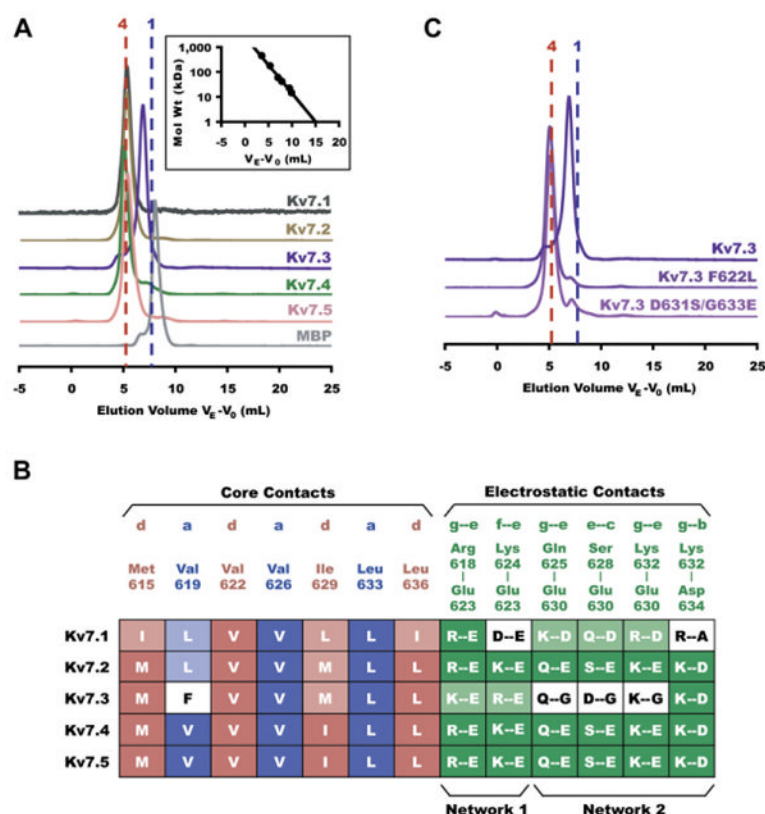 A
4 1
Mol Wt (kDa)
1,000
100
10
1
-5 0 5 10 15 20
VE-V0 (mL)
Kv7.1
Kv7.2
Kv7.3
Kv7.4
Kv7.5
MBP
-5 0 5 10 15 20 25
Elution Volume VE-V0 (mL)
C
4 1
Kv7.3
Kv7.3 F622L
Kv7.3 D631S/G633E
-5 0 5 10 15 20 25
Elution Volume VE-V0 (mL)
B
Core Contacts Electrostatic Contacts
d a d a d a d g--e f--e g--e e--c g--e g--b
Met Val Val Val Ile Leu Leu Arg Lys Gln Ser Lys Lys
615 619 622 626 629 633 636 618 624 625 628 632 632
Glu Glu Glu Glu Glu Asp
623 623 630 630 630 634
Kv7.1 I L V V L L I R--E D--E K--D Q--D R--D R--A
Kv7.2 M L V V M L L R--E K--E Q--E S--E K--E K--D
Kv7.3 M F V V M L L K--E R--E Q--G D--G K--G K--D
Kv7.4 M V V V I L L R--E K--E Q--E S--E K--E K--D
Kv7.5 M V V V I L L R--E K--E Q--E S--E K--E K--D
Network 1 Network 2